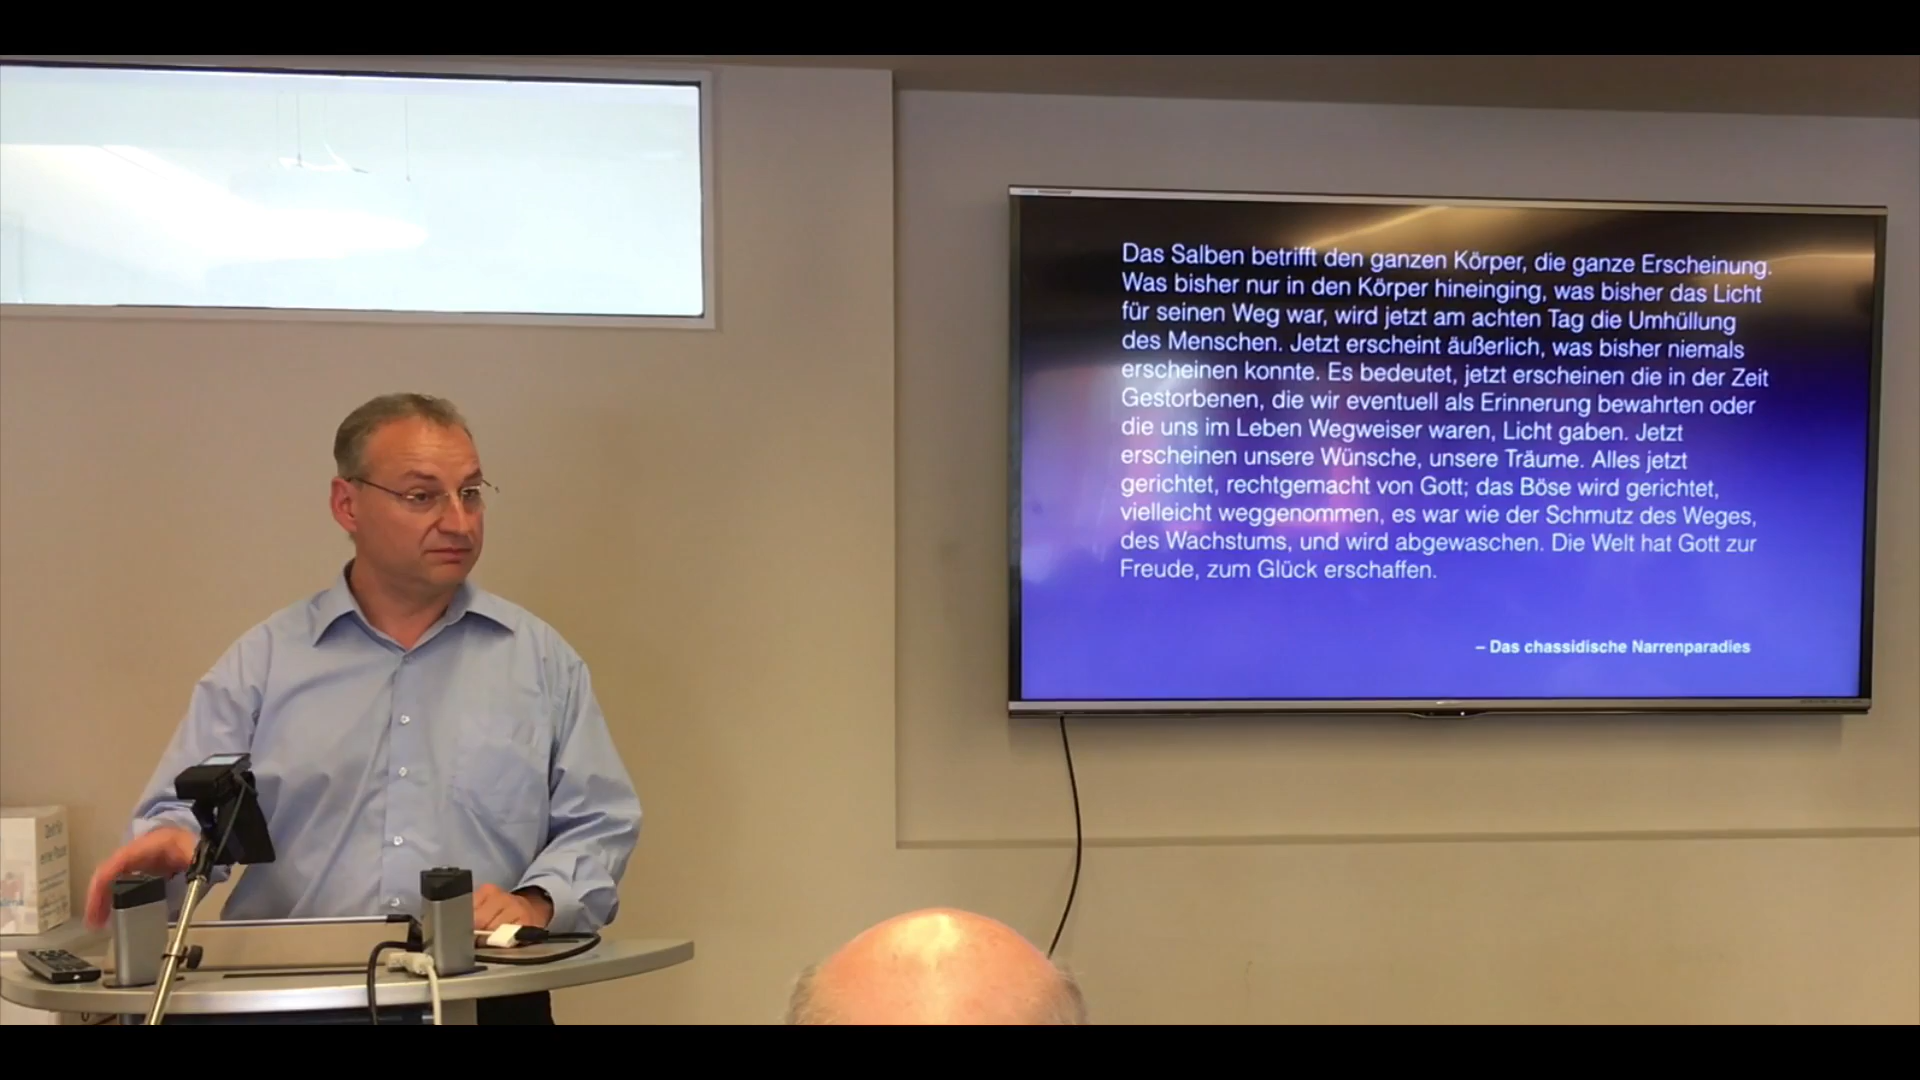 Das Salben betrifft den ganzen Körper, die ganze Erscheinung.
Was bisher nur in den Körper hineinging, was bisher das Licht
für seinen Weg war, wird jetzt am achten Tag die Umhüllung
des Menschen. Jetzt erscheint äußerlich, was bisher niemals
erscheinen konnte. Es bedeutet, jetzt erscheinen die in der Zeit
Gestorbenen, die wir eventuell als Erinnerung bewahrten oder
die uns im Leben Wegweiser waren, Licht gaben. Jetzt
erscheinen unsere Wünsche, unsere Träume. Alles jetzt
gerichtet, rechtgemacht von Gott; das Böse wird gerichtet,
vielleicht weggenommen, es war wie der Schmutz des Weges,
des Wachstums, und wird abgewaschen. Die Welt hat Gott zur
Freude, zum Glück erschaffen.
– Das chassidische Narrenparadies